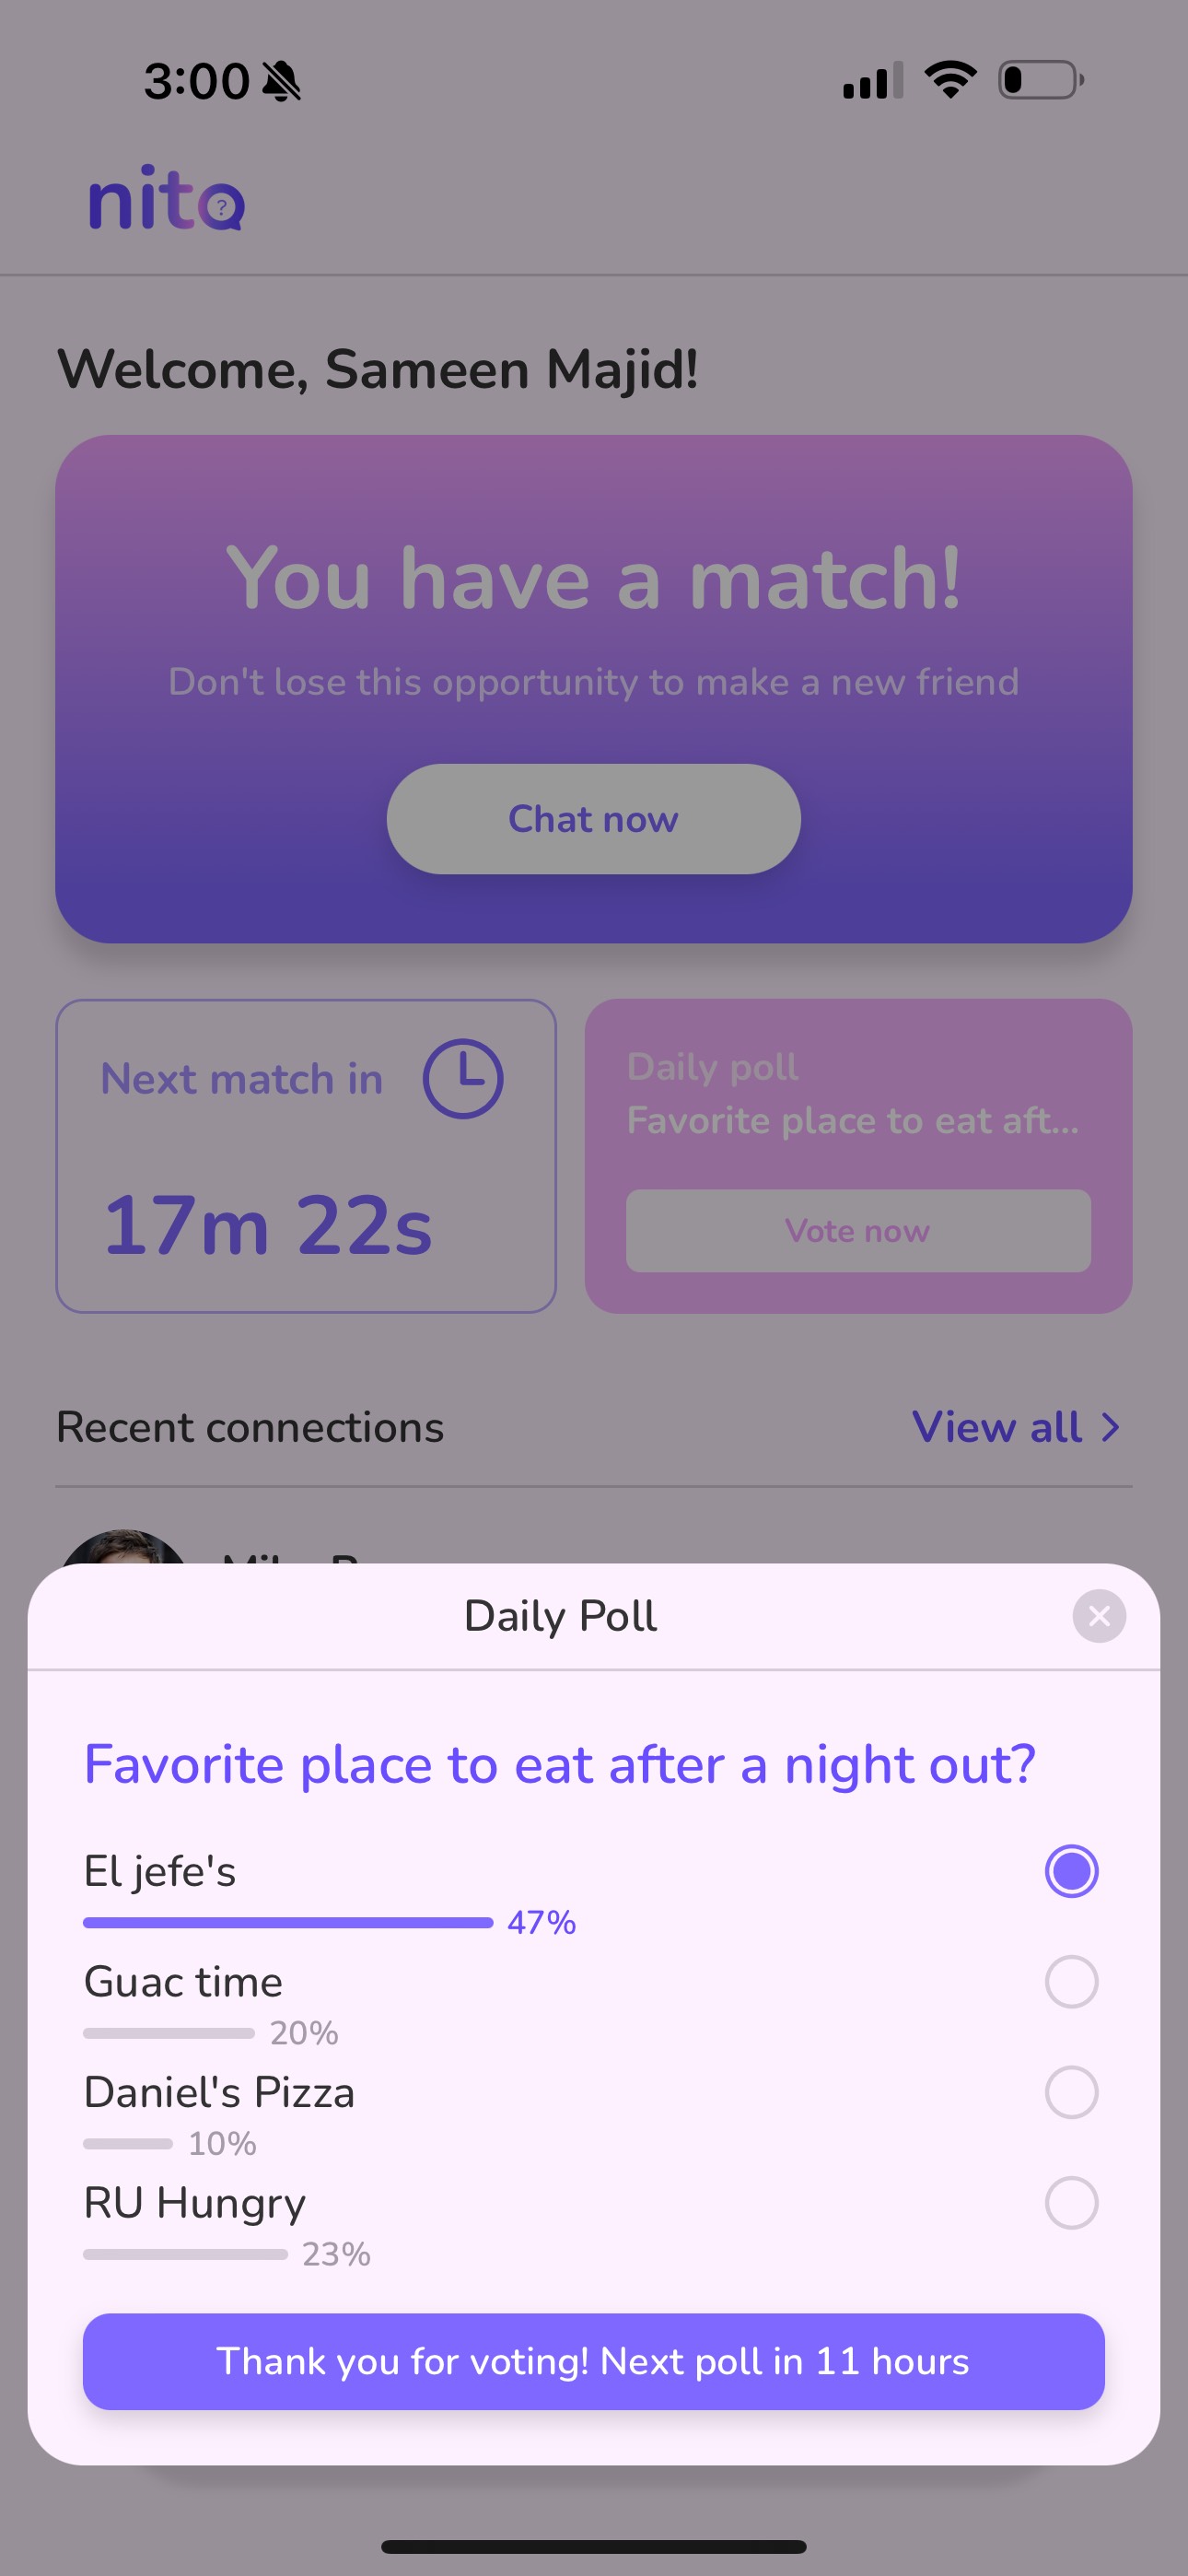 3:00
nito
?
Welcome, Sameen Majid!
You have a match!
Don't lose this opportunity to make a new friend
Chat now
Next match in
17m 22s
Daily poll
Favorite place to eat aft...
Vote now
Recent connections
View all
Daily Poll
Favorite place to eat after a night out?
El jefe's
47%
Guac time
20%
Daniel's Pizza
10%
RU Hungry
23%
Thank you for voting! Next poll in 11 hours